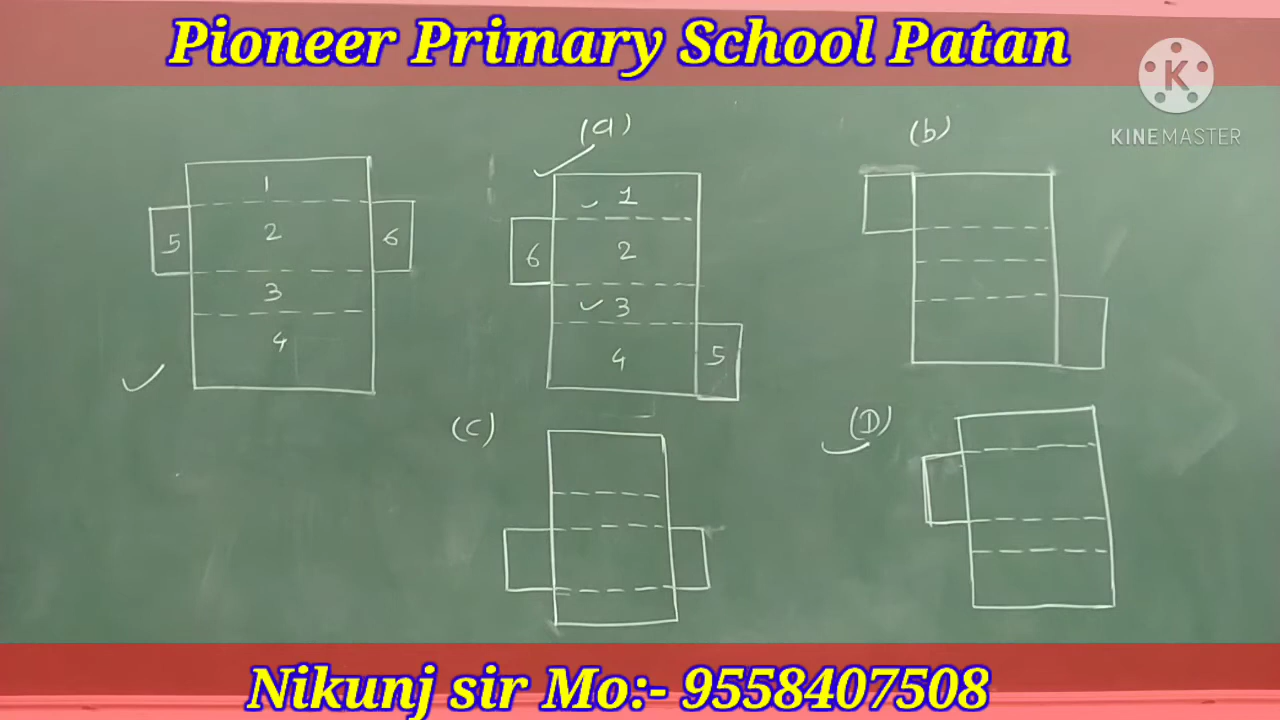 Pioneer Primary School Patan
K
KINEMASTER
1
5 2 6
3
4
(a)
1
6 2
3
4 5
(b)
(C)
(D)
Nikunj sir Mo:- 9558407508